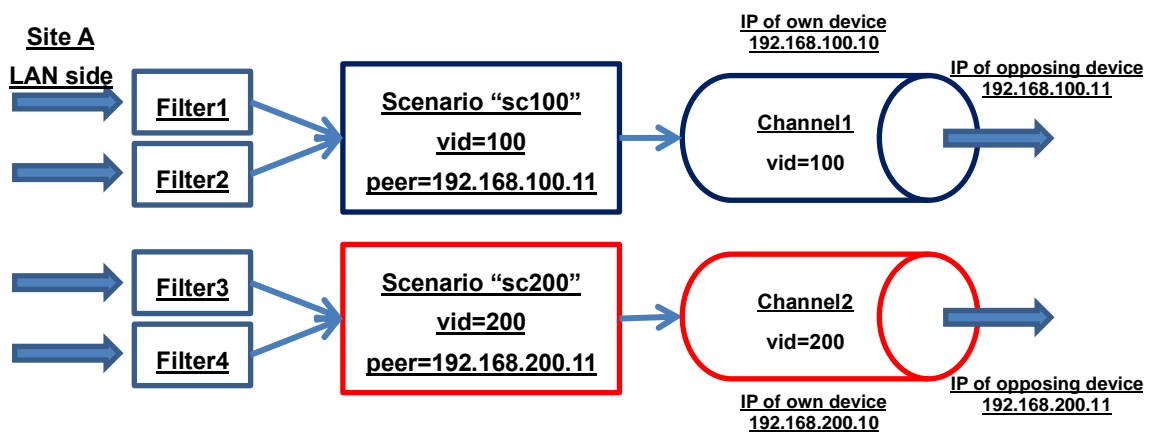 Site A
LAN side
Filter1
Filter2
Scenario “sc100”
vid=100
peer=192.168.100.11
IP of own device
192.168.100.10
Channel1
vid=100
IP of opposing device
192.168.100.11
Filter3
Filter4
Scenario “sc200”
vid=200
peer=192.168.200.11
Channel2
vid=200
IP of own device
192.168.200.10
IP of opposing device
192.168.200.11